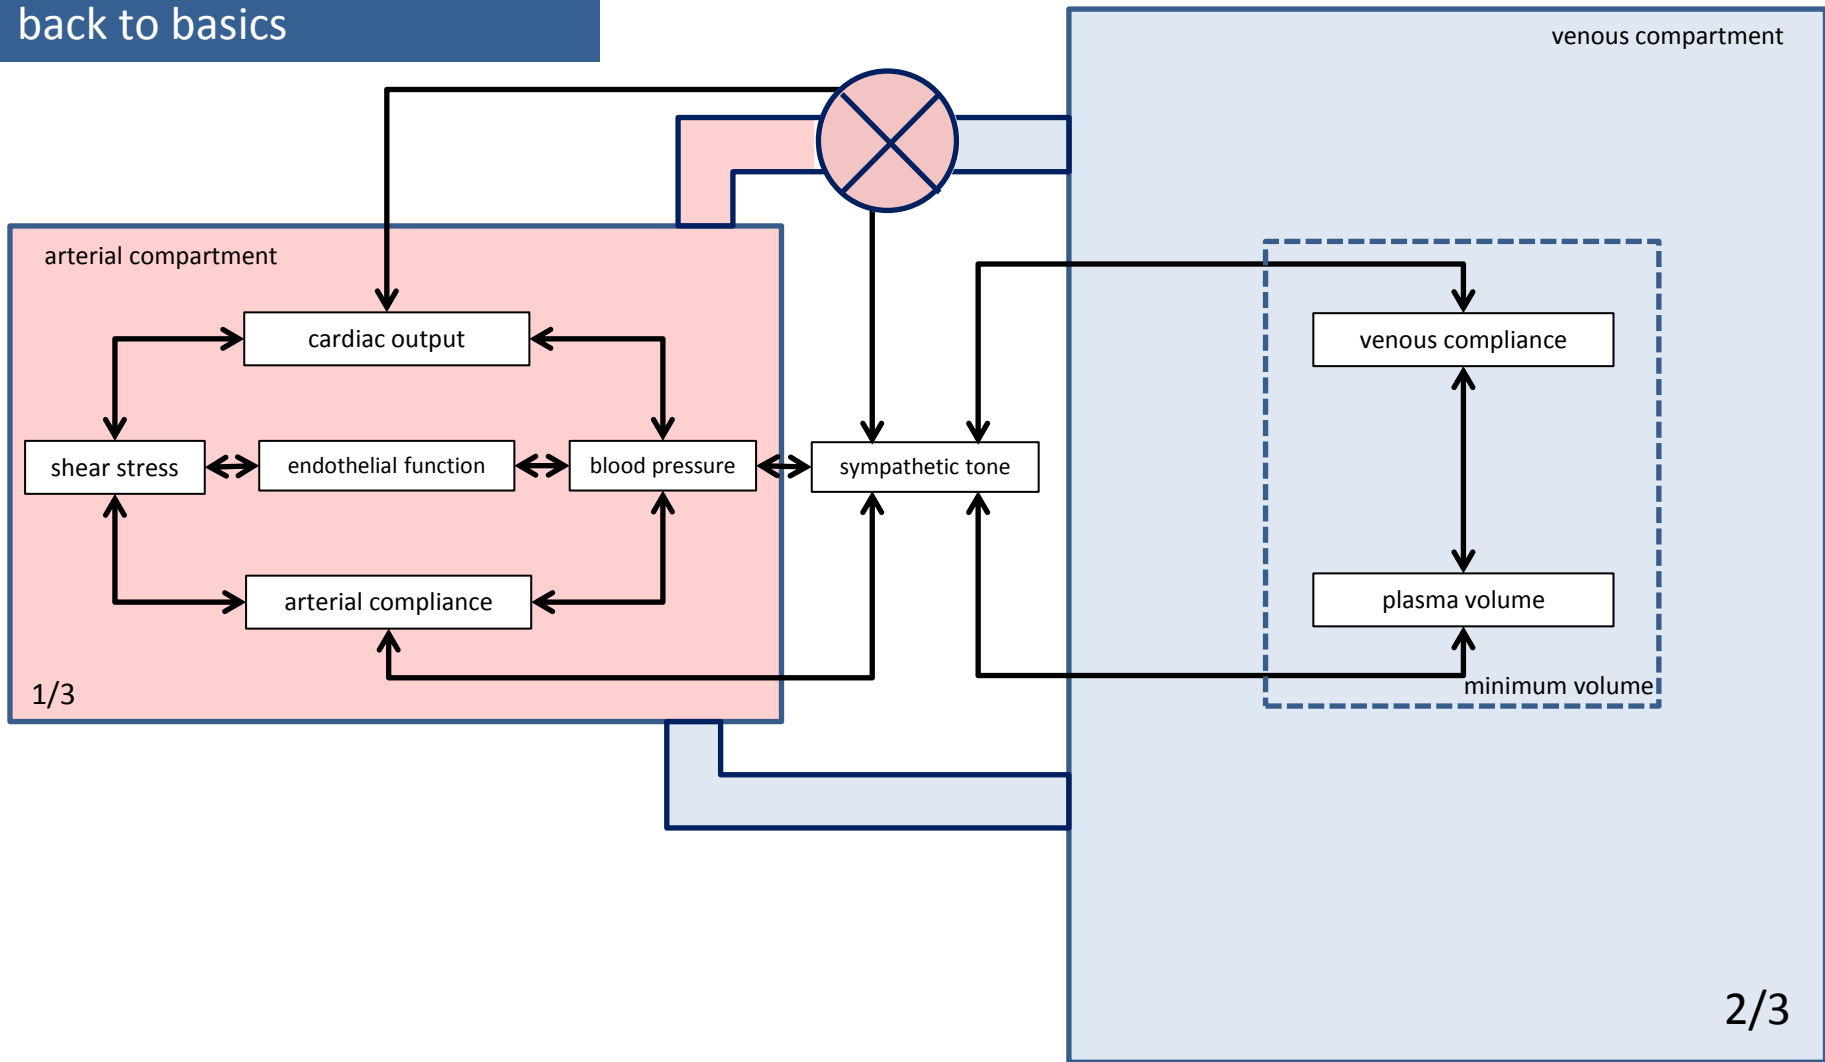 back to basics
venous compartment
arterial compartment
cardiac output
venous compliance
shear stress
endothelial function
blood pressure
sympathetic tone
arterial compliance
plasma volume
1/3
minimum volume
2/3